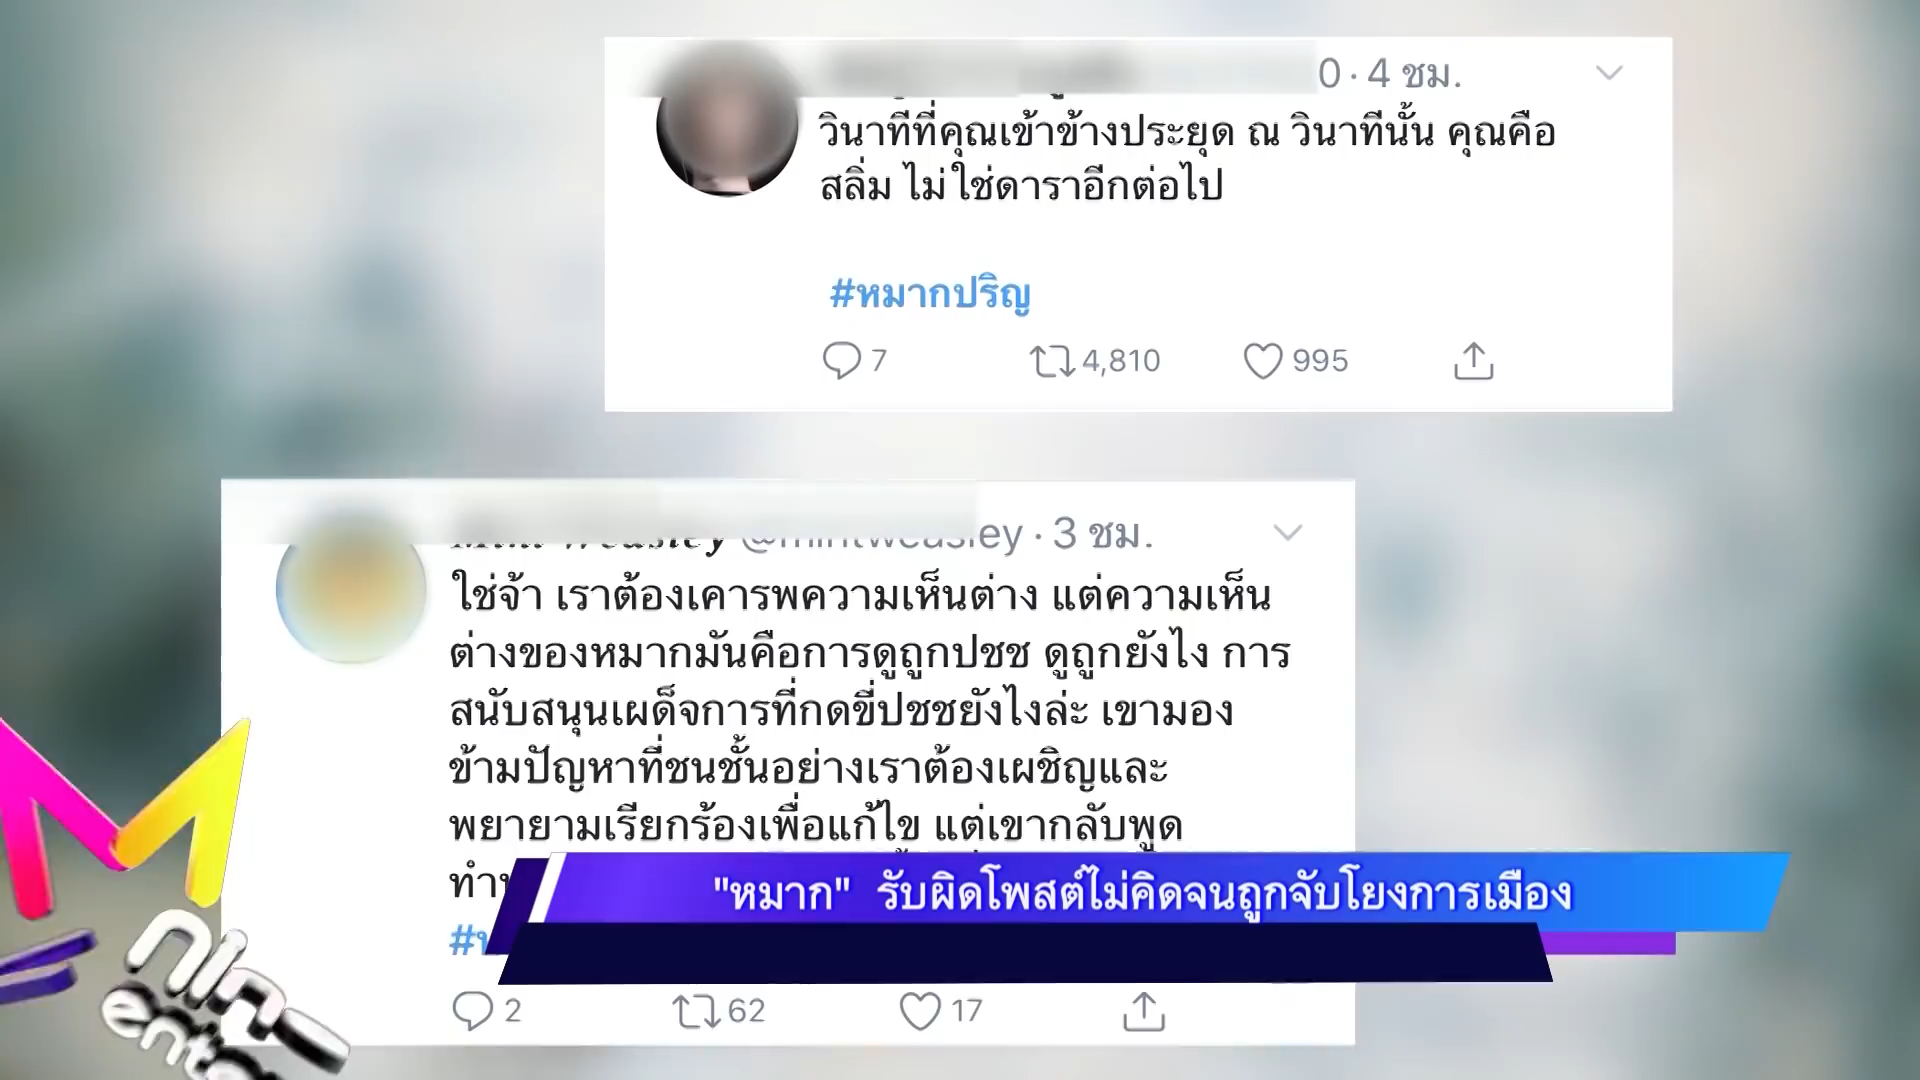 0 · 4 ชม.
วินาทีที่คุณเข้าข้างประยุด ณ วินาทีนั้น คุณคือ
สลิ่ม ไม่ใช่ดาราอีกต่อไป
#หมากปริญ
7 4,810 995
ey · 3 ชม.
ใช่จ้า เราต้องเคารพความเห็นต่าง แต่ความเห็น
ต่างของหมากมันคือการดูถูกปชช ดูถูกยังไง การ
สนับสนุนเผด็จการที่กดขี่ปชชยังไงล่ะ เขามอง
ข้ามปัญหาที่ชนชั้นอย่างเราต้องเผชิญและ
พยายามเรียกร้องเพื่อแก้ไข แต่เขากลับพูด
"หมาก" รับผิดโพสต์ไม่คิดจนถูกจับโยงการเมือง
2 62 17